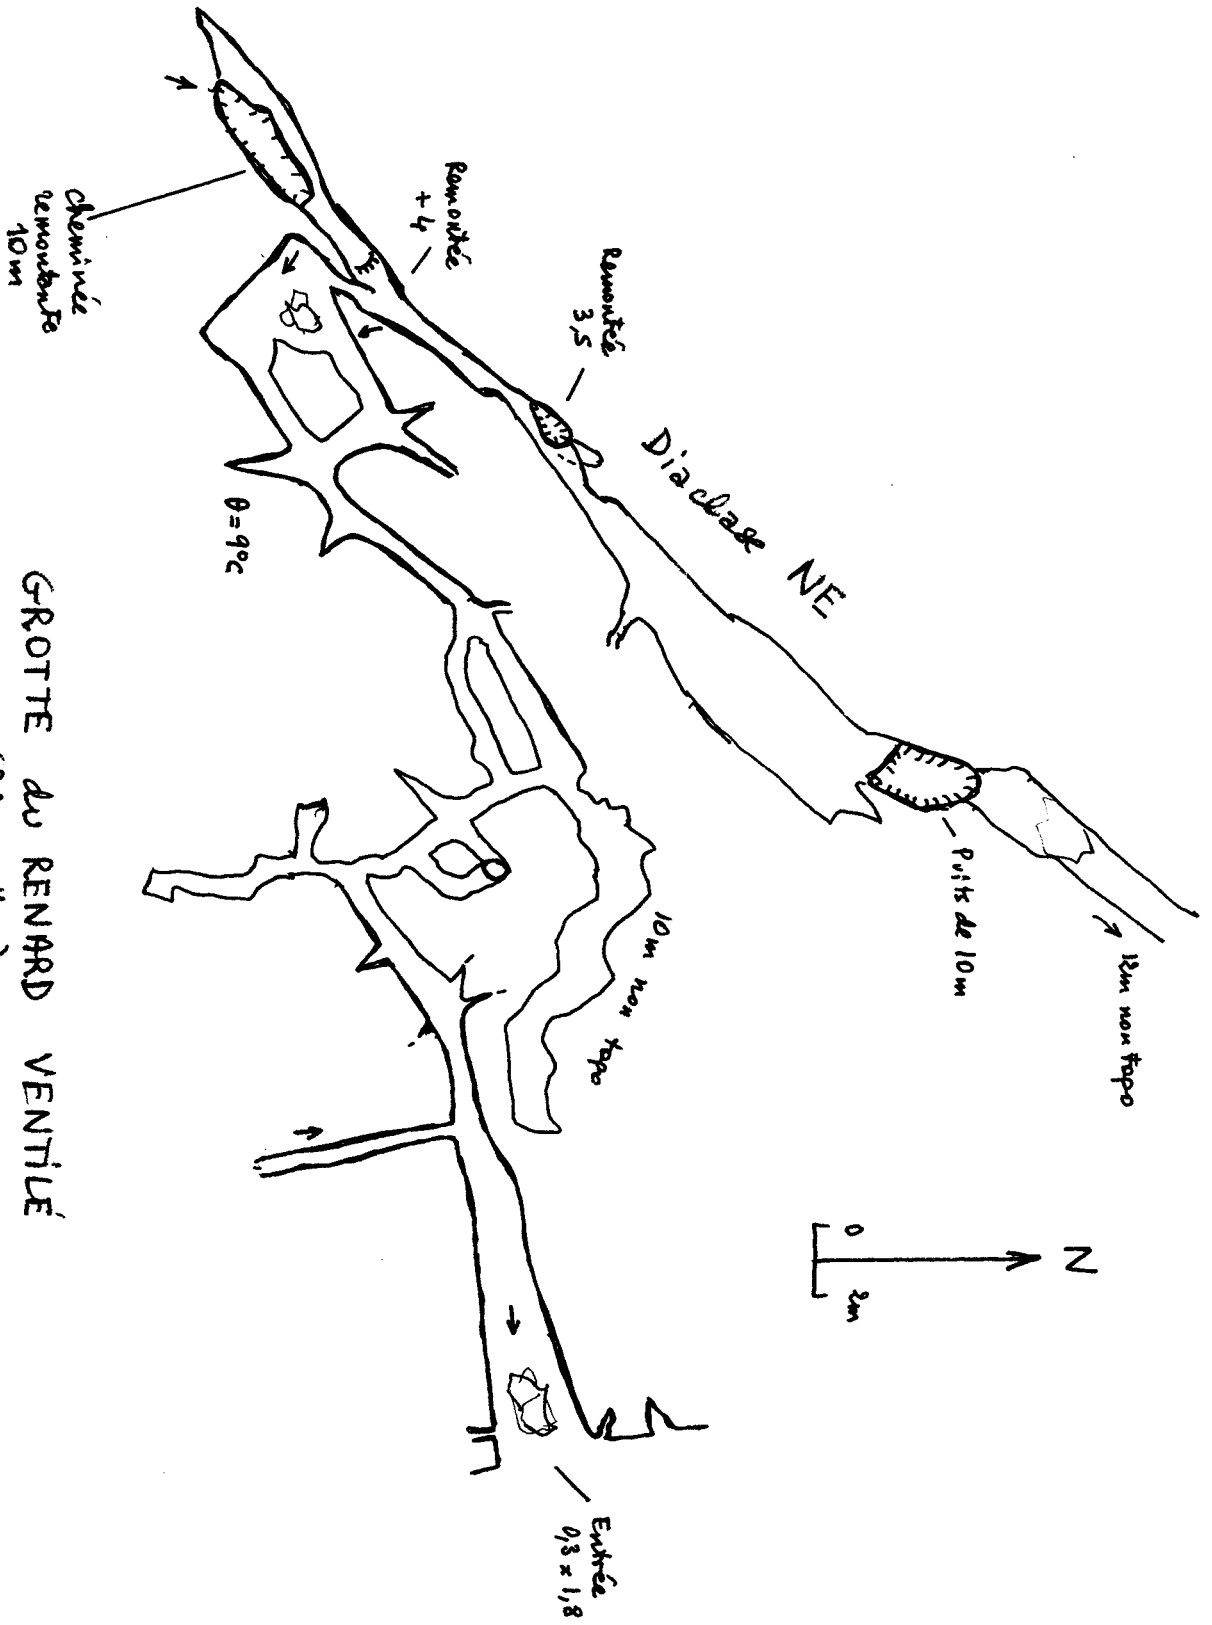 Cheminée
remontante
10m
Remontée
+4
Remontée
3,5
Diaclase NE
Puits de 10m
12m non topo
10m non topo
θ=9°C
N
0 2m
Entrée
0,3 x 1,8
GROTTE du RENARD VENTILÉ